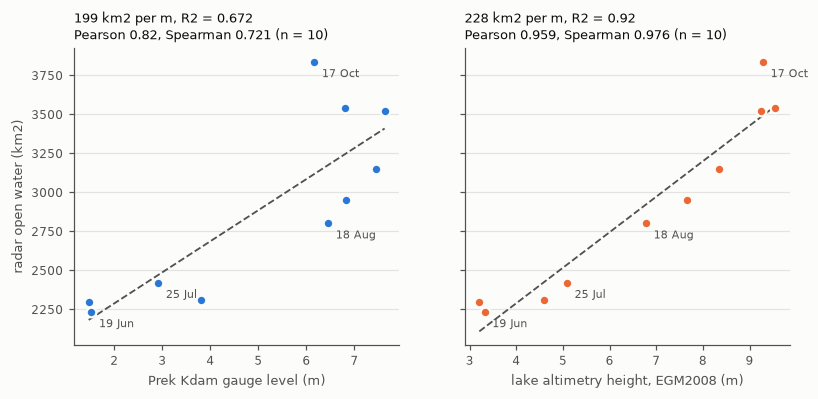 199 km2 per m, R2 = 0.672
Pearson 0.82, Spearman 0.721 (n = 10)
228 km2 per m, R2 = 0.92
Pearson 0.959, Spearman 0.976 (n = 10)
radar open water (km2)
3750
3500
3250
3000
2750
2500
2250
17 Oct
18 Aug
25 Jul
19 Jun
2
3
4
5
6
7
Prek Kdam gauge level (m)
17 Oct
18 Aug
25 Jul
19 Jun
3
4
5
6
7
8
9
lake altimetry height, EGM2008 (m)